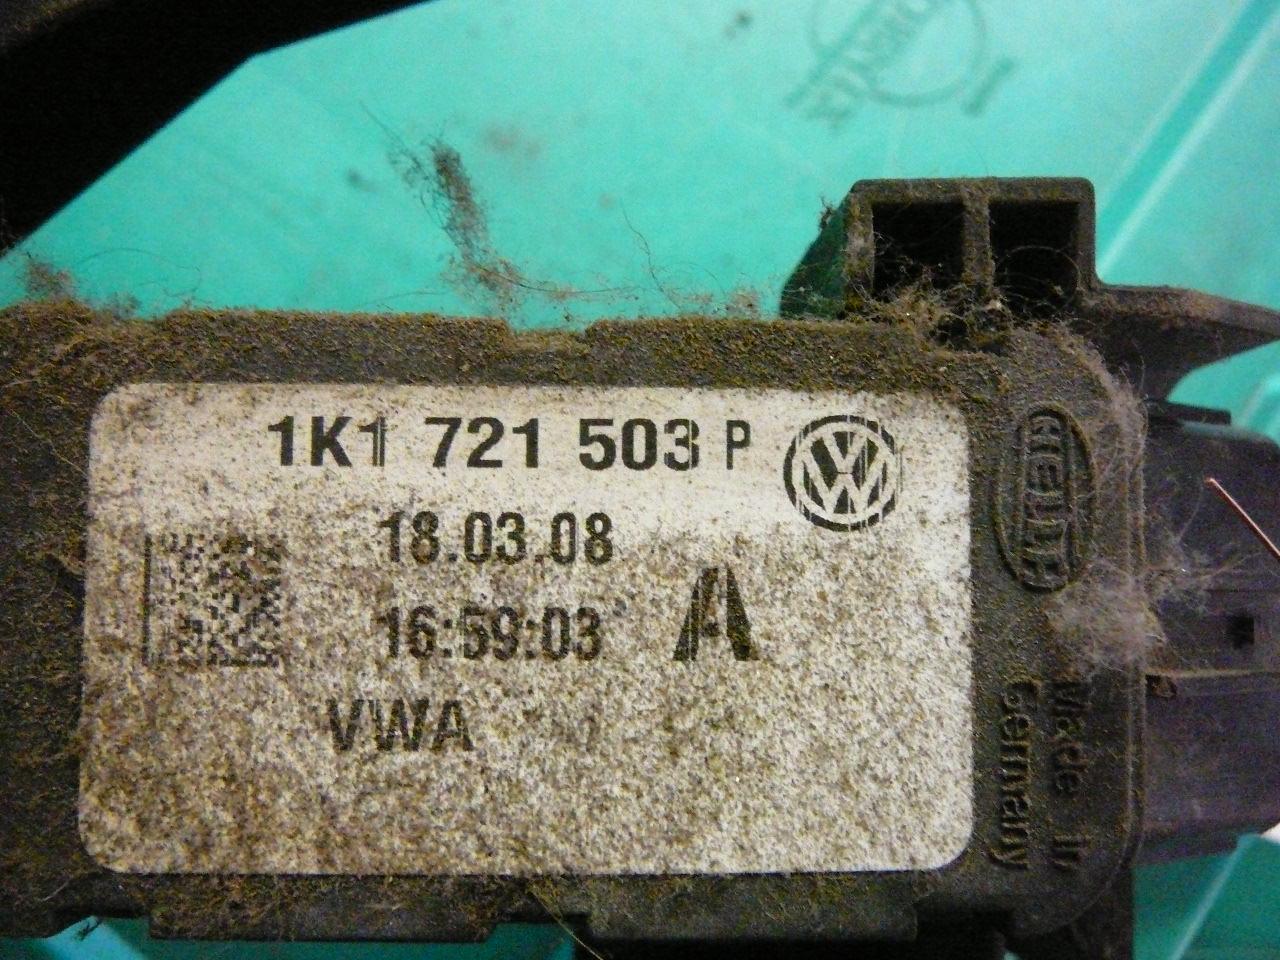 1K1 721 503 P
18.03.08
16:59:03 A
VWA
HELLA
Made in
Germany